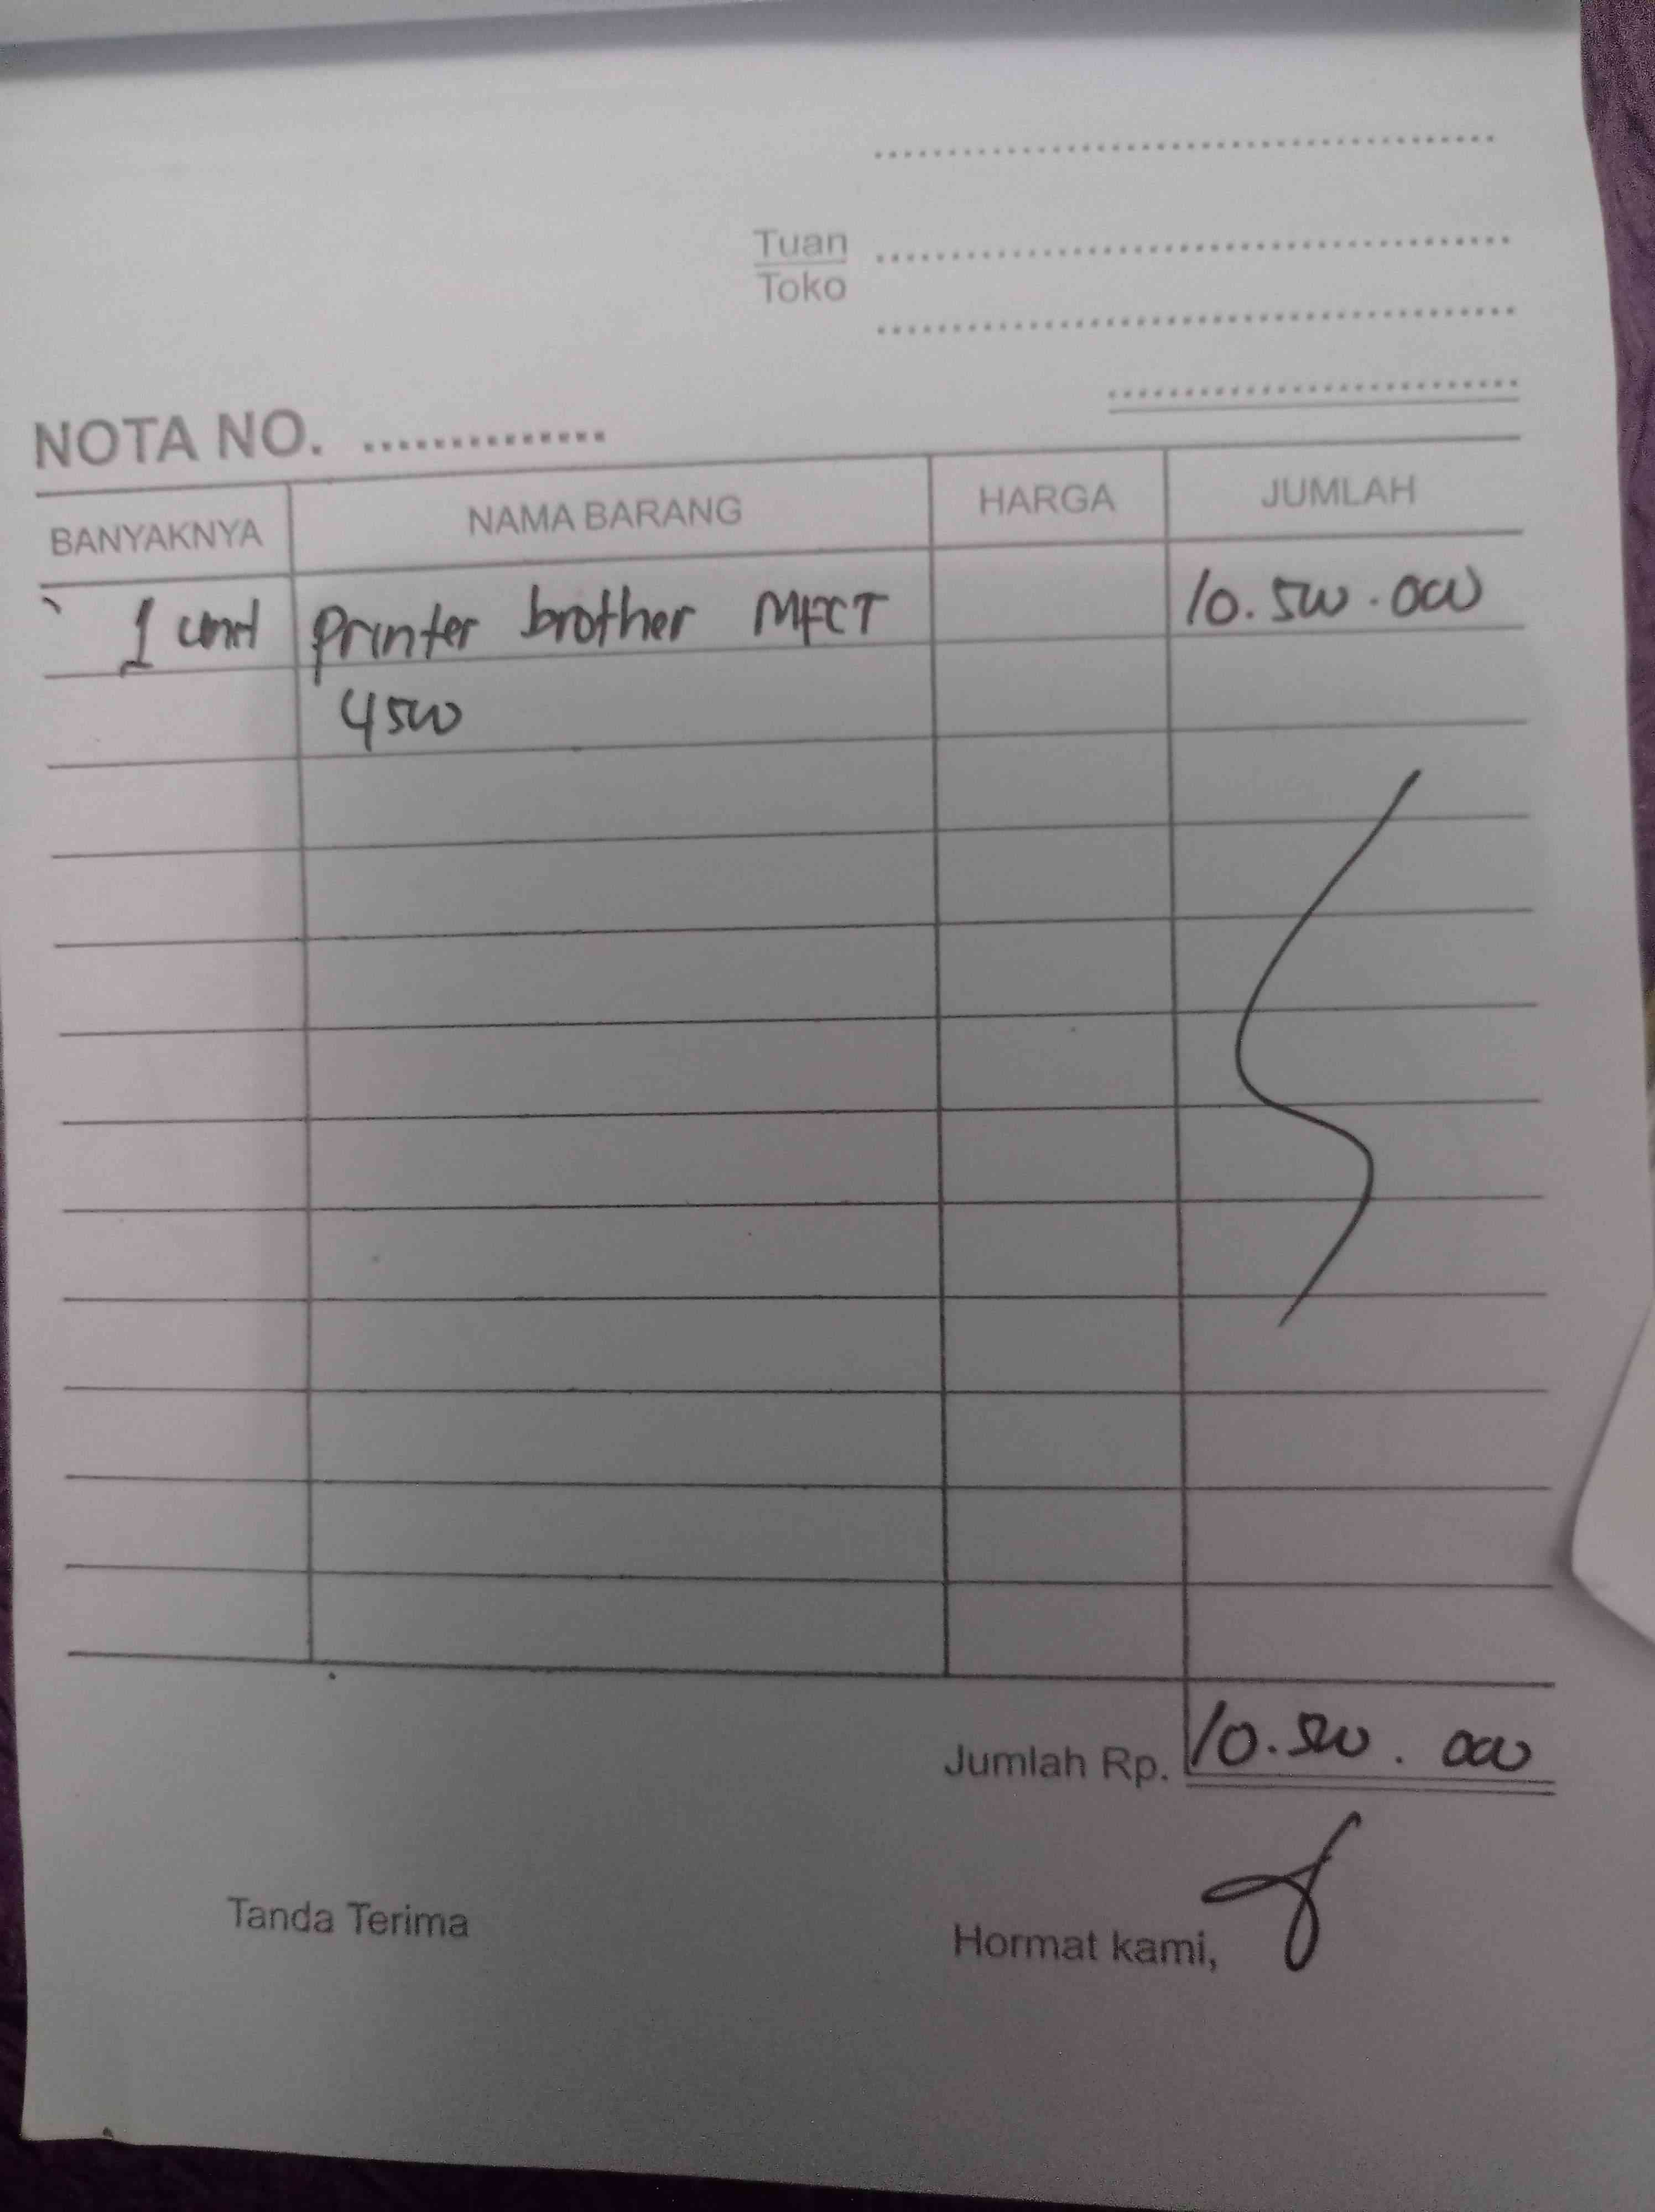 Tuan
Toko
NOTA NO. ..............
BANYAKNYA NAMA BARANG HARGA JUMLAH
1 unit printer brother MFCT 10.500.000
4500
Jumlah Rp. 10.500.000
Tanda Terima Hormat kami,